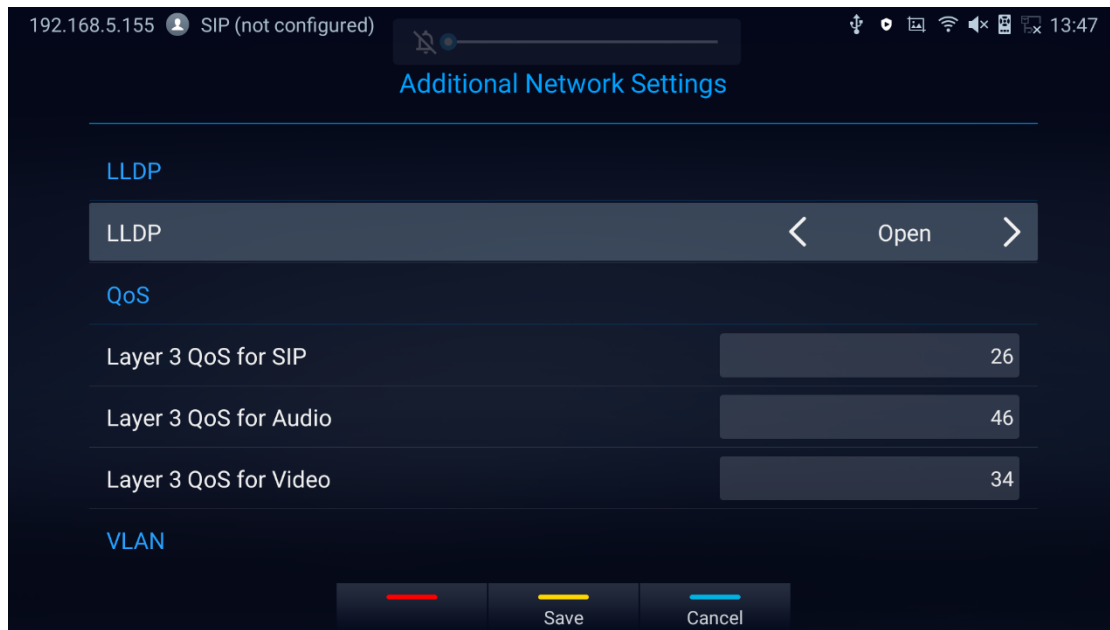 192.168.5.155 SIP (not configured) 13:47
Additional Network Settings
LLDP
LLDP Open
QoS
Layer 3 QoS for SIP 26
Layer 3 QoS for Audio 46
Layer 3 QoS for Video 34
VLAN
Save Cancel